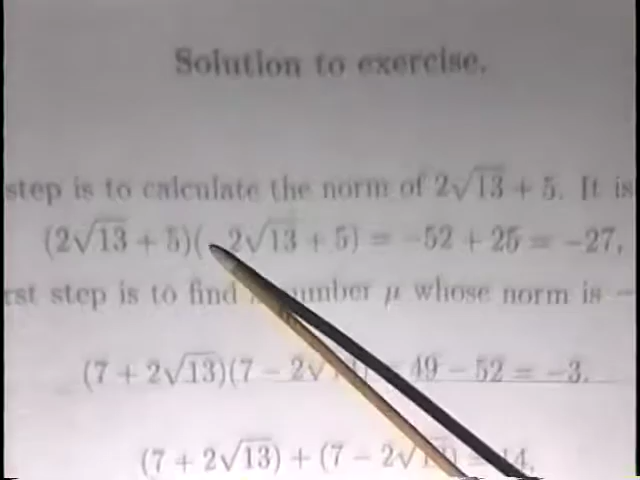 Solution to exercise.
step is to calculate the norm of 2√13 + 5. It is
(2√13 + 5)( 2√13 + 5) = −52 + 25 = −27,
rst step is to find number μ whose norm is −
(7 + 2√13)(7 − 2√ 49 − 52 = −3.
(7 + 2√13) + (7 − 2√13) = 14,